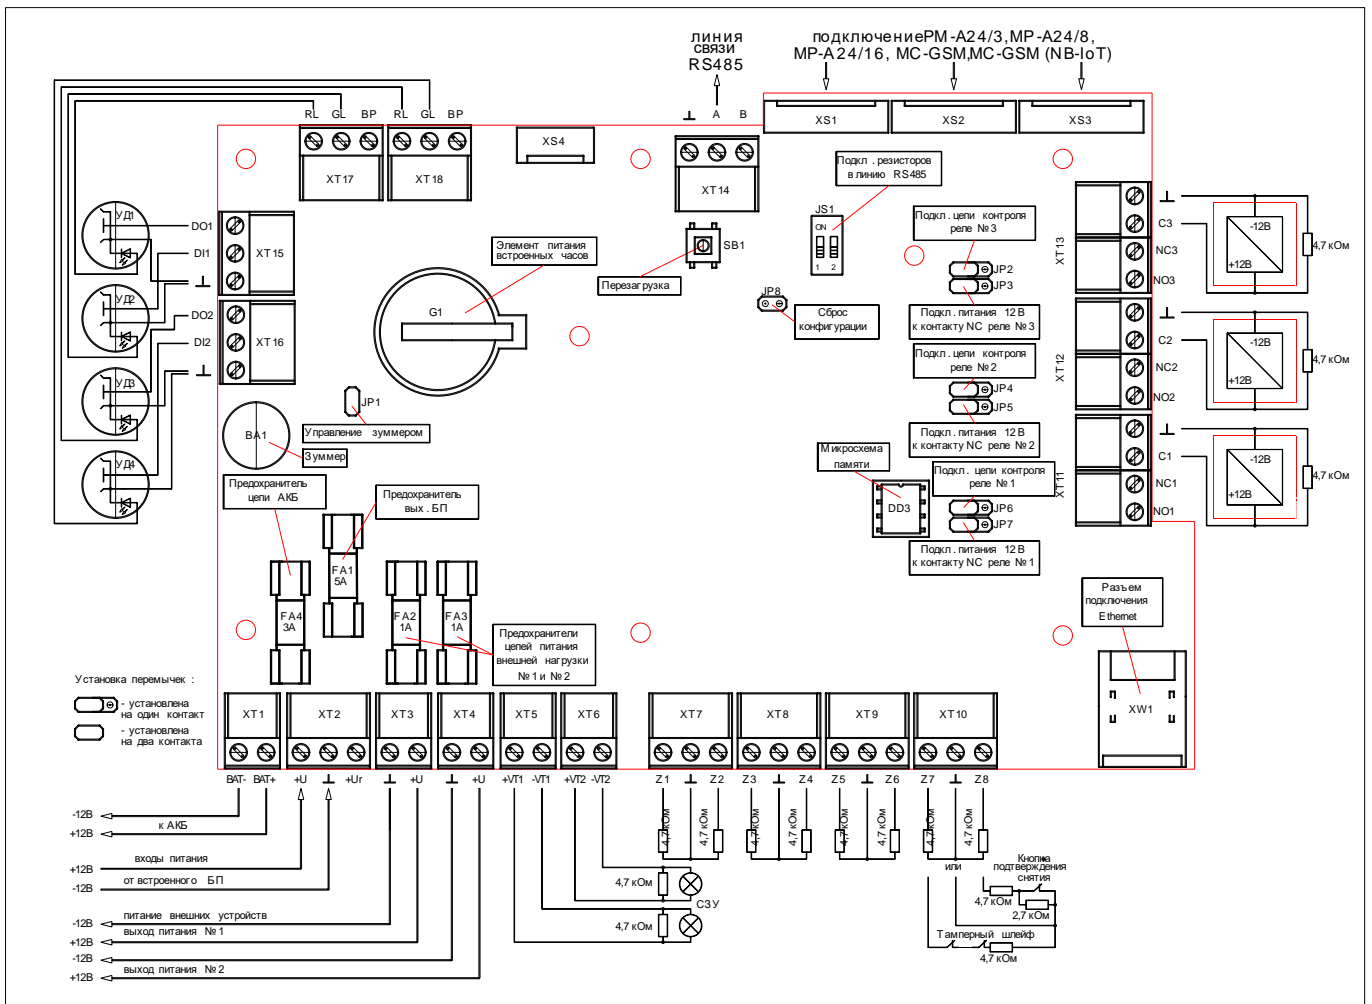 ЛИНИЯ
СВЯЗИ
RS485
подключениеРМ-А24/3, МР-А24/8,
МР-А24/16, МС-GSM,МС-GSM (NB-IoT)
RL GL BP RL GL BP
⊥ A B
XS1 XS2 XS3
XS4
XT17 XT18
XT14
Подкл. резисторов
в линию RS485
JS1
ON
1 2
SB1
Перезагрузка
Элемент питания
встроенных часов
G1
JP8
Сброс
конфигурации
УД1
DO1
DI1
⊥
XT15
УД2
DO2
DI2
⊥
XT16
УД3
УД4
JP1
BA1
Управление зуммером
Зуммер
Предохранитель
цепи АКБ
Предохранитель
вых. БП
Подкл. цепи контроля
реле №3
JP2
JP3
Подкл. питания 12В
к контакту NC реле №3
Подкл. цепи контроля
реле №2
JP4
JP5
Подкл. питания 12В
к контакту NC реле №2
Микросхема
памяти
DD3
Подкл. цепи контроля
реле №1
JP6
JP7
Подкл. питания 12В
к контакту NC реле №1
XT13
⊥
C3
NC3
NO3
-12В
+12В
4,7 кОм
XT12
⊥
C2
NC2
NO2
-12В
+12В
4,7 кОм
XT11
⊥
C1
NC1
NO1
-12В
+12В
4,7 кОм
Разъем
подключения
Ethernet
XW1
FA4
3А
FA1
5А
FA2
1А
FA3
1А
Предохранители
цепей питания
внешней нагрузки
№1 и №2
Установка перемычек :
- установлена
на один контакт
- установлена
на два контакта
XT1 XT2 XT3 XT4 XT5 XT6 XT7 XT8 XT9 XT10
BAT- BAT+ +U ⊥ +Ur ⊥ +U ⊥ +U +VT1 -VT1 +VT2 -VT2 Z1 ⊥ Z2 Z3 ⊥ Z4 Z5 ⊥ Z6 Z7 ⊥ Z8
-12В
к АКБ
+12В
входы питания
+12В
от встроенного БП
-12В
питание внешних устройств
-12В
выход питания №1
+12В
-12В
выход питания №2
+12В
4,7 кОм
СЗУ
4,7 кОм
4,7 кОм 4,7 кОм 4,7 кОм 4,7 кОм 4,7 кОм 4,7 кОм 4,7 кОм 4,7 кОм
или
Кнопка
подтверждения
снятия
4,7 кОм
2,7 кОм
Тамперный шлейф
4,7 кОм